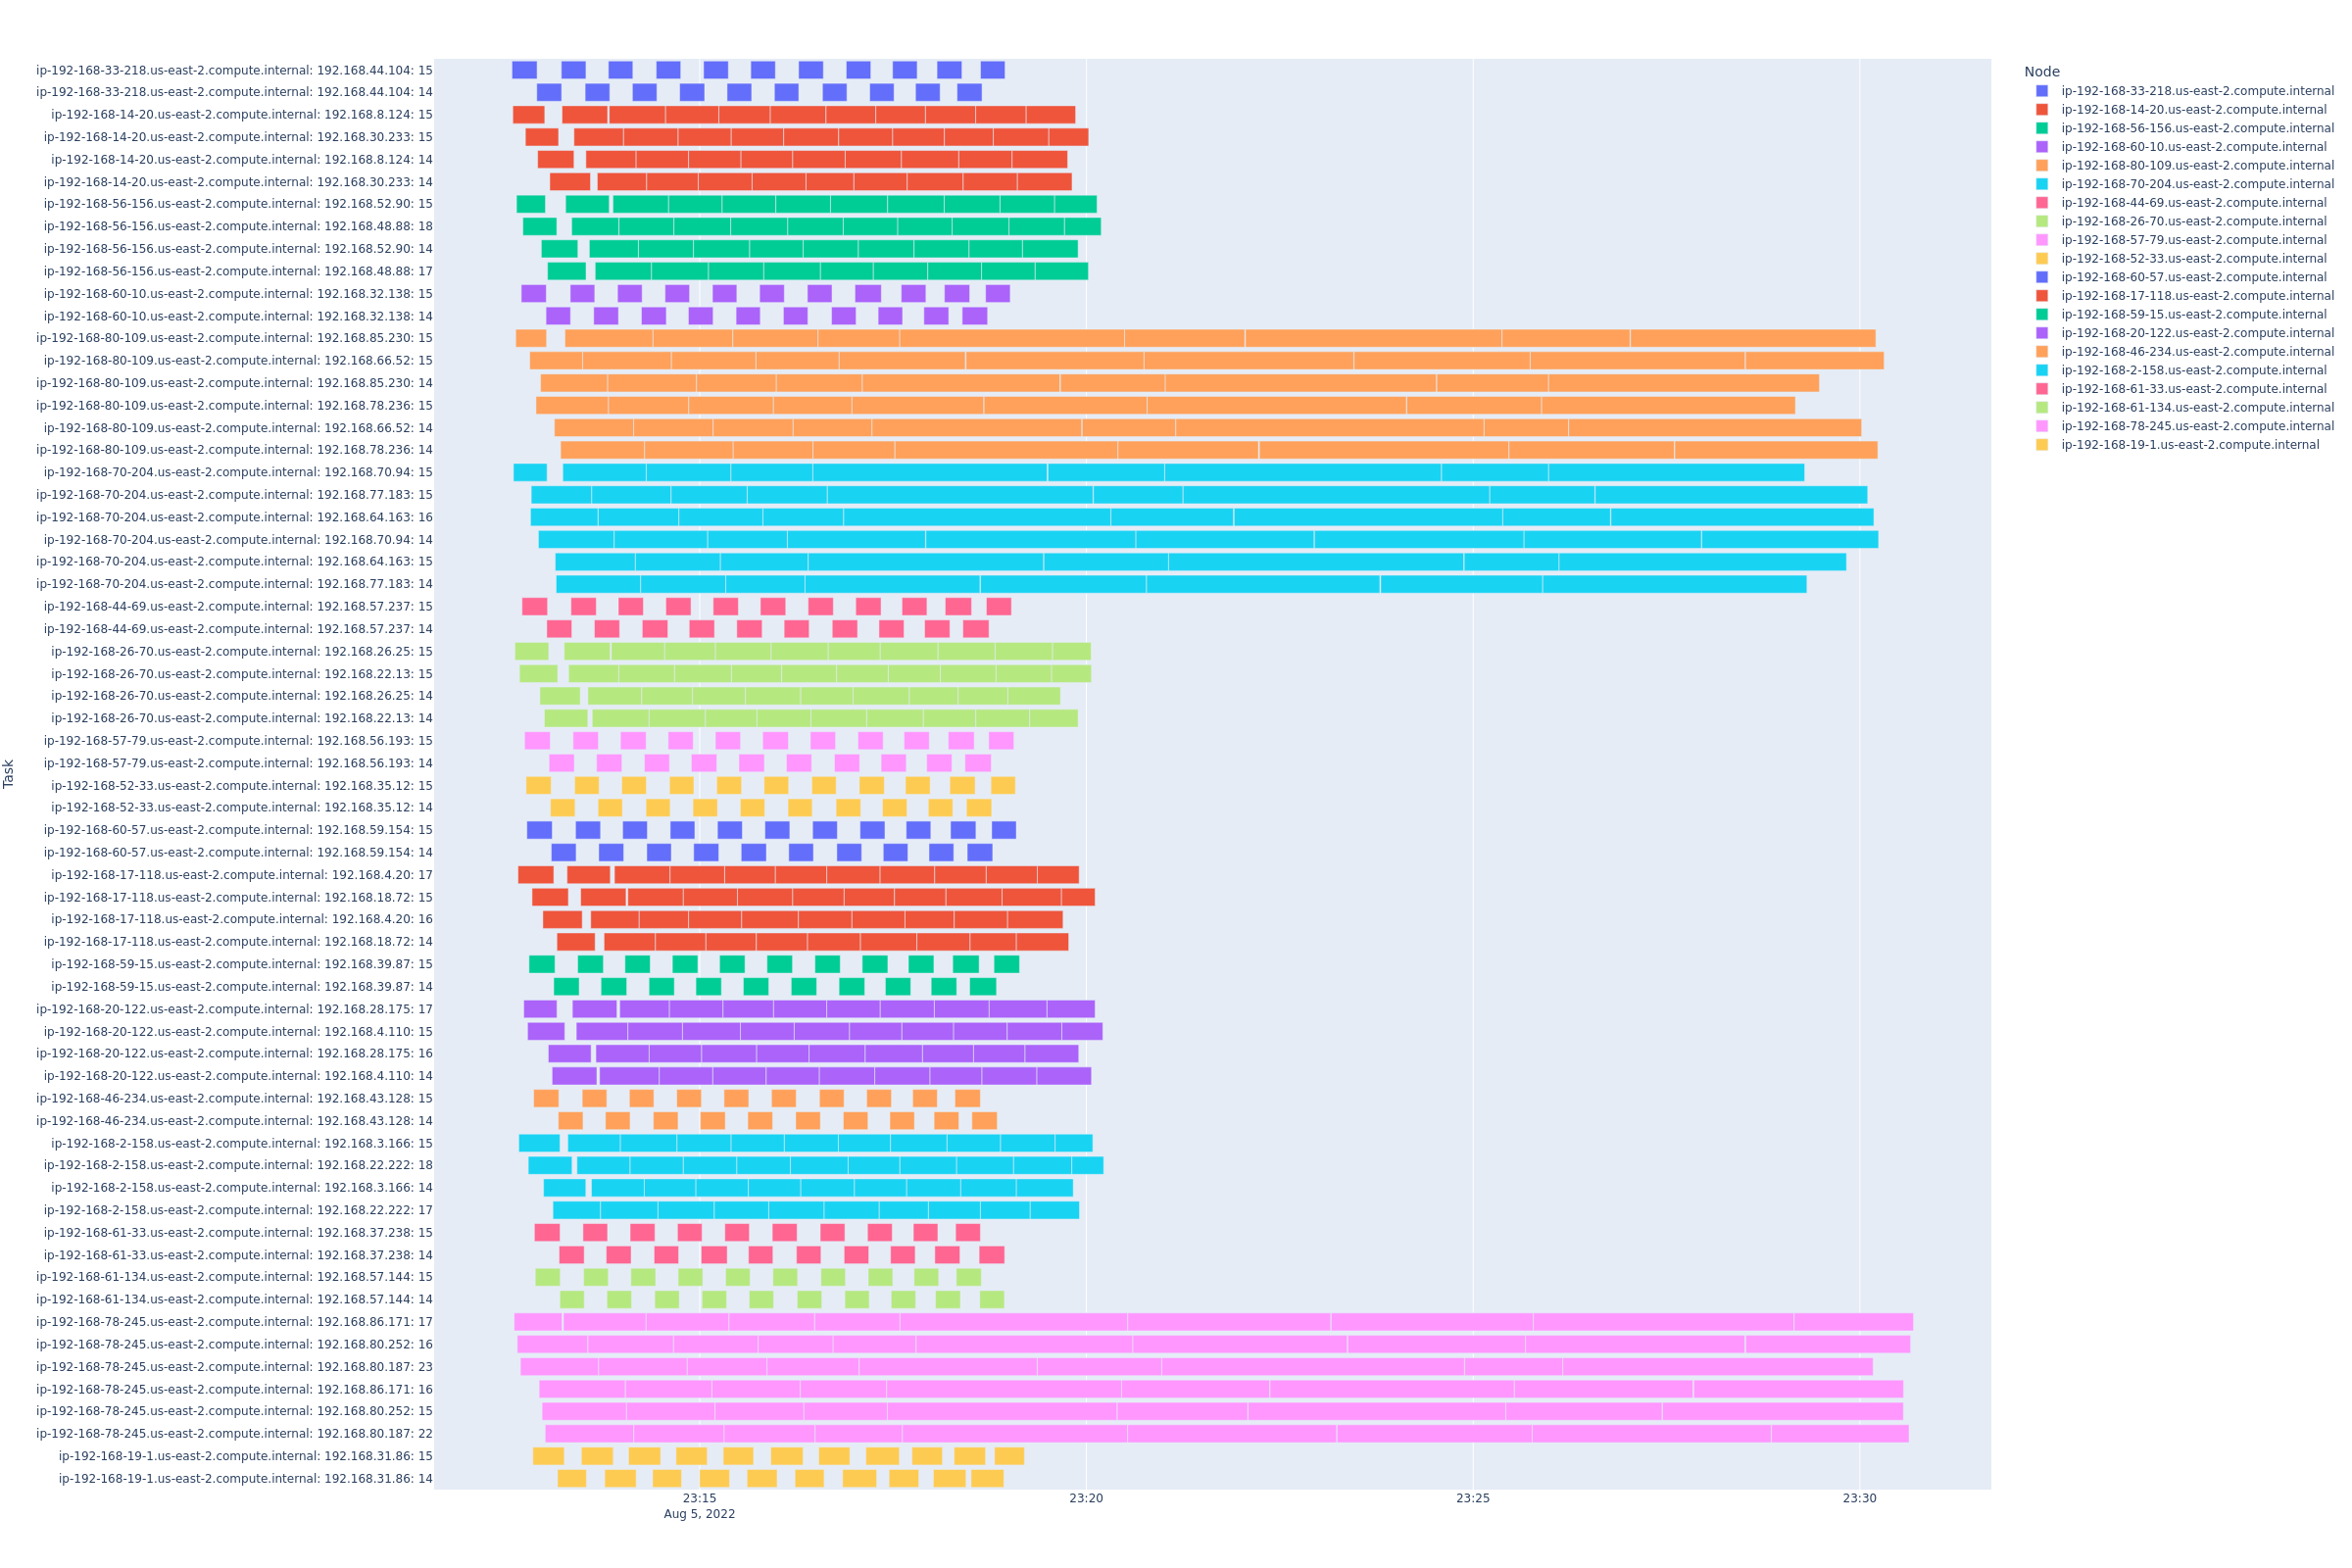 ip-192-168-33-218.us-east-2.compute.internal: 192.168.44.104: 15
ip-192-168-33-218.us-east-2.compute.internal: 192.168.44.104: 14
ip-192-168-14-20.us-east-2.compute.internal: 192.168.8.124: 15
ip-192-168-14-20.us-east-2.compute.internal: 192.168.30.233: 15
ip-192-168-14-20.us-east-2.compute.internal: 192.168.8.124: 14
ip-192-168-14-20.us-east-2.compute.internal: 192.168.30.233: 14
ip-192-168-56-156.us-east-2.compute.internal: 192.168.52.90: 15
ip-192-168-56-156.us-east-2.compute.internal: 192.168.48.88: 18
ip-192-168-56-156.us-east-2.compute.internal: 192.168.52.90: 14
ip-192-168-56-156.us-east-2.compute.internal: 192.168.48.88: 17
ip-192-168-60-10.us-east-2.compute.internal: 192.168.32.138: 15
ip-192-168-60-10.us-east-2.compute.internal: 192.168.32.138: 14
ip-192-168-80-109.us-east-2.compute.internal: 192.168.85.230: 15
ip-192-168-80-109.us-east-2.compute.internal: 192.168.66.52: 15
ip-192-168-80-109.us-east-2.compute.internal: 192.168.85.230: 14
ip-192-168-80-109.us-east-2.compute.internal: 192.168.78.236: 15
ip-192-168-80-109.us-east-2.compute.internal: 192.168.66.52: 14
ip-192-168-80-109.us-east-2.compute.internal: 192.168.78.236: 14
ip-192-168-70-204.us-east-2.compute.internal: 192.168.70.94: 15
ip-192-168-70-204.us-east-2.compute.internal: 192.168.77.183: 15
ip-192-168-70-204.us-east-2.compute.internal: 192.168.64.163: 16
ip-192-168-70-204.us-east-2.compute.internal: 192.168.70.94: 14
ip-192-168-70-204.us-east-2.compute.internal: 192.168.64.163: 15
ip-192-168-70-204.us-east-2.compute.internal: 192.168.77.183: 14
ip-192-168-44-69.us-east-2.compute.internal: 192.168.57.237: 15
ip-192-168-44-69.us-east-2.compute.internal: 192.168.57.237: 14
ip-192-168-26-70.us-east-2.compute.internal: 192.168.26.25: 15
ip-192-168-26-70.us-east-2.compute.internal: 192.168.22.13: 15
ip-192-168-26-70.us-east-2.compute.internal: 192.168.26.25: 14
ip-192-168-26-70.us-east-2.compute.internal: 192.168.22.13: 14
ip-192-168-57-79.us-east-2.compute.internal: 192.168.56.193: 15
ip-192-168-57-79.us-east-2.compute.internal: 192.168.56.193: 14
ip-192-168-52-33.us-east-2.compute.internal: 192.168.35.12: 15
ip-192-168-52-33.us-east-2.compute.internal: 192.168.35.12: 14
ip-192-168-60-57.us-east-2.compute.internal: 192.168.59.154: 15
ip-192-168-60-57.us-east-2.compute.internal: 192.168.59.154: 14
ip-192-168-17-118.us-east-2.compute.internal: 192.168.4.20: 17
ip-192-168-17-118.us-east-2.compute.internal: 192.168.18.72: 15
ip-192-168-17-118.us-east-2.compute.internal: 192.168.4.20: 16
ip-192-168-17-118.us-east-2.compute.internal: 192.168.18.72: 14
ip-192-168-59-15.us-east-2.compute.internal: 192.168.39.87: 15
ip-192-168-59-15.us-east-2.compute.internal: 192.168.39.87: 14
ip-192-168-20-122.us-east-2.compute.internal: 192.168.28.175: 17
ip-192-168-20-122.us-east-2.compute.internal: 192.168.4.110: 15
ip-192-168-20-122.us-east-2.compute.internal: 192.168.28.175: 16
ip-192-168-20-122.us-east-2.compute.internal: 192.168.4.110: 14
ip-192-168-46-234.us-east-2.compute.internal: 192.168.43.128: 15
ip-192-168-46-234.us-east-2.compute.internal: 192.168.43.128: 14
ip-192-168-2-158.us-east-2.compute.internal: 192.168.3.166: 15
ip-192-168-2-158.us-east-2.compute.internal: 192.168.22.222: 18
ip-192-168-2-158.us-east-2.compute.internal: 192.168.3.166: 14
ip-192-168-2-158.us-east-2.compute.internal: 192.168.22.222: 17
ip-192-168-61-33.us-east-2.compute.internal: 192.168.37.238: 15
ip-192-168-61-33.us-east-2.compute.internal: 192.168.37.238: 14
ip-192-168-61-134.us-east-2.compute.internal: 192.168.57.144: 15
ip-192-168-61-134.us-east-2.compute.internal: 192.168.57.144: 14
ip-192-168-78-245.us-east-2.compute.internal: 192.168.86.171: 17
ip-192-168-78-245.us-east-2.compute.internal: 192.168.80.252: 16
ip-192-168-78-245.us-east-2.compute.internal: 192.168.80.187: 23
ip-192-168-78-245.us-east-2.compute.internal: 192.168.86.171: 16
ip-192-168-78-245.us-east-2.compute.internal: 192.168.80.252: 15
ip-192-168-78-245.us-east-2.compute.internal: 192.168.80.187: 22
ip-192-168-19-1.us-east-2.compute.internal: 192.168.31.86: 15
ip-192-168-19-1.us-east-2.compute.internal: 192.168.31.86: 14
Task
23:15
Aug 5, 2022
23:20
23:25
23:30
Node
ip-192-168-33-218.us-east-2.compute.internal
ip-192-168-14-20.us-east-2.compute.internal
ip-192-168-56-156.us-east-2.compute.internal
ip-192-168-60-10.us-east-2.compute.internal
ip-192-168-80-109.us-east-2.compute.internal
ip-192-168-70-204.us-east-2.compute.internal
ip-192-168-44-69.us-east-2.compute.internal
ip-192-168-26-70.us-east-2.compute.internal
ip-192-168-57-79.us-east-2.compute.internal
ip-192-168-52-33.us-east-2.compute.internal
ip-192-168-60-57.us-east-2.compute.internal
ip-192-168-17-118.us-east-2.compute.internal
ip-192-168-59-15.us-east-2.compute.internal
ip-192-168-20-122.us-east-2.compute.internal
ip-192-168-46-234.us-east-2.compute.internal
ip-192-168-2-158.us-east-2.compute.internal
ip-192-168-61-33.us-east-2.compute.internal
ip-192-168-61-134.us-east-2.compute.internal
ip-192-168-78-245.us-east-2.compute.internal
ip-192-168-19-1.us-east-2.compute.internal